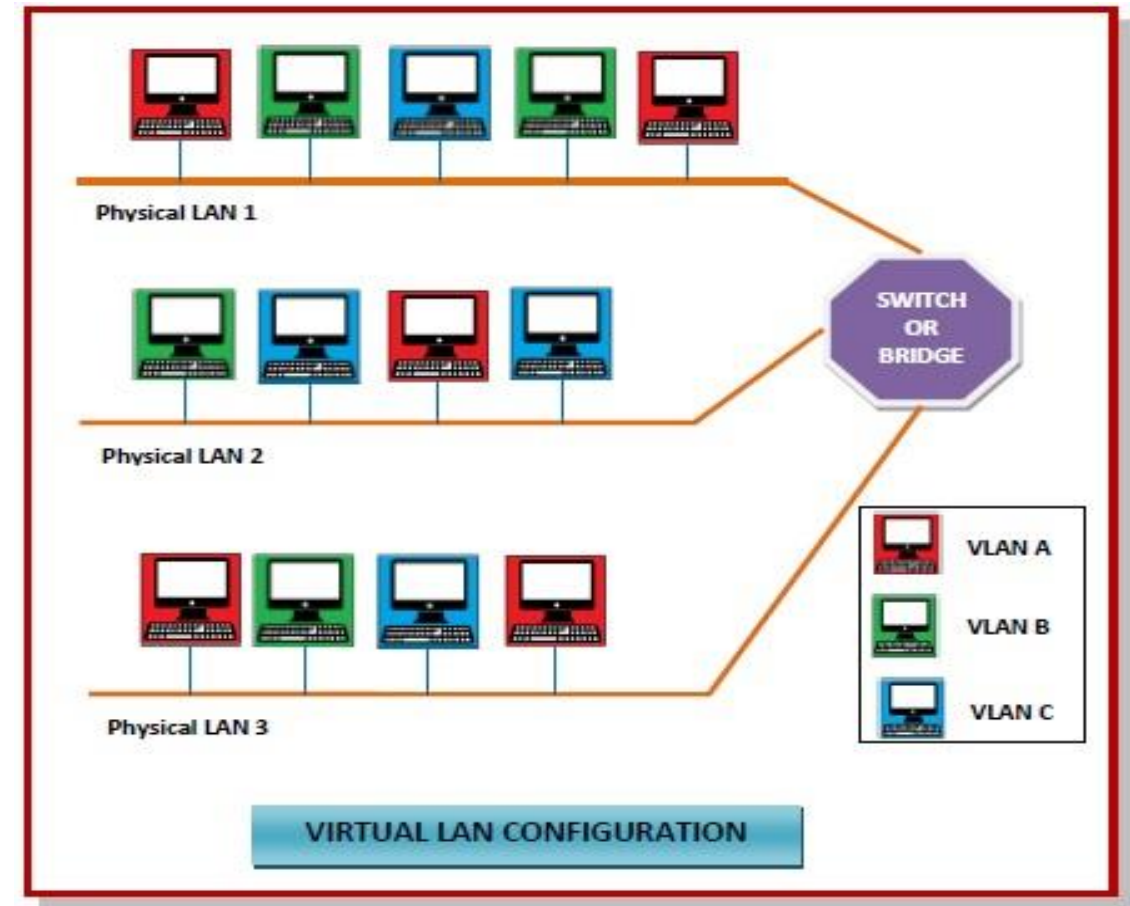 Physical LAN 1
SWITCH
OR
BRIDGE
Physical LAN 2
VLAN A
VLAN B
VLAN C
Physical LAN 3
VIRTUAL LAN CONFIGURATION